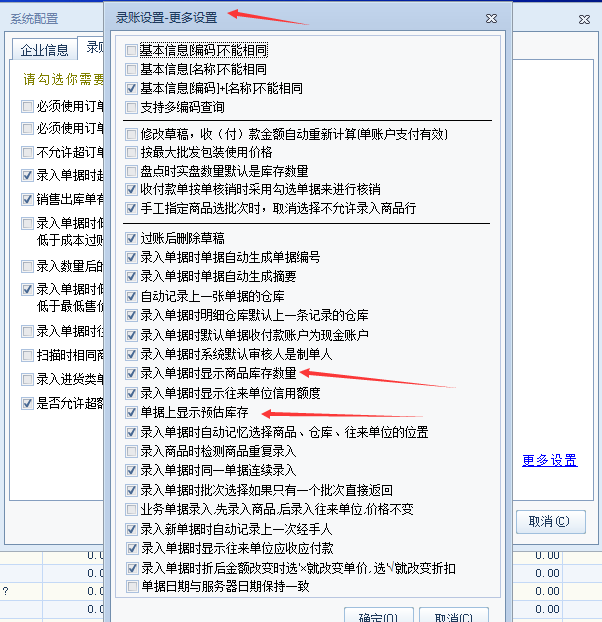 系统配置
企业信息
录账
请勾选你需要
必须使用订单
必须使用订单
不允许超订单
录入单据时超
销售出库单有
录入单据时低
低于成本过账
录入数量后的
录入单据时低
低于最低售价
录入单据时往
扫描时相同商
录入进货类单
是否允许超额
录账设置-更多设置
基本信息[编码]不能相同
基本信息[名称]不能相同
基本信息[编码]+[名称]不能相同
支持多编码查询
修改草稿，收（付）款金额自动重新计算(单账户支付有效)
按最大批发包装使用价格
盘点时实盘数量默认是库存数量
收付款单按单核销时采用勾选单据来进行核销
手工指定商品选批次时，取消选择不允许录入商品行
过账后删除草稿
录入单据时单据自动生成单据编号
录入单据时单据自动生成摘要
自动记录上一张单据的仓库
录入单据时明细仓库默认上一条记录的仓库
录入单据时默认单据收付款账户为现金账户
录入单据时系统默认审核人是制单人
录入单据时显示商品库存数量
录入单据时显示往来单位信用额度
单据上显示预估库存
录入单据时自动记忆选择商品、仓库、往来单位的位置
录入商品时检测商品重复录入
录入单据时同一单据连续录入
录入单据时批次选择如果只有一个批次直接返回
业务单据录入,先录入商品,后录入往来单位,价格不变
录入新单据时自动记录上一次经手人
录入单据时显示往来单位应收应付款
录入单据时折后金额改变时选'×'就改变单价,选'√'就改变折扣
单据日期与服务器日期保持一致
确定(O)
取消(C)
更多设置
取消(C)
0.0 0.00
0.0 0.00
? 0.0 0.00
0.0 0.00